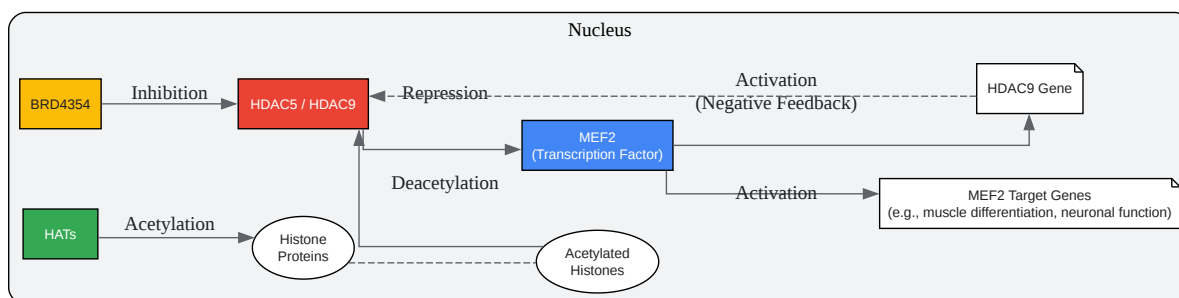 Nucleus
BRD4354
Inhibition
HDAC5 / HDAC9
Repression
Activation
(Negative Feedback)
HDAC9 Gene
MEF2
(Transcription Factor)
Deacetylation
Activation
MEF2 Target Genes
(e.g., muscle differentiation, neuronal function)
HATs
Acetylation
Histone
Proteins
Acetylated
Histones